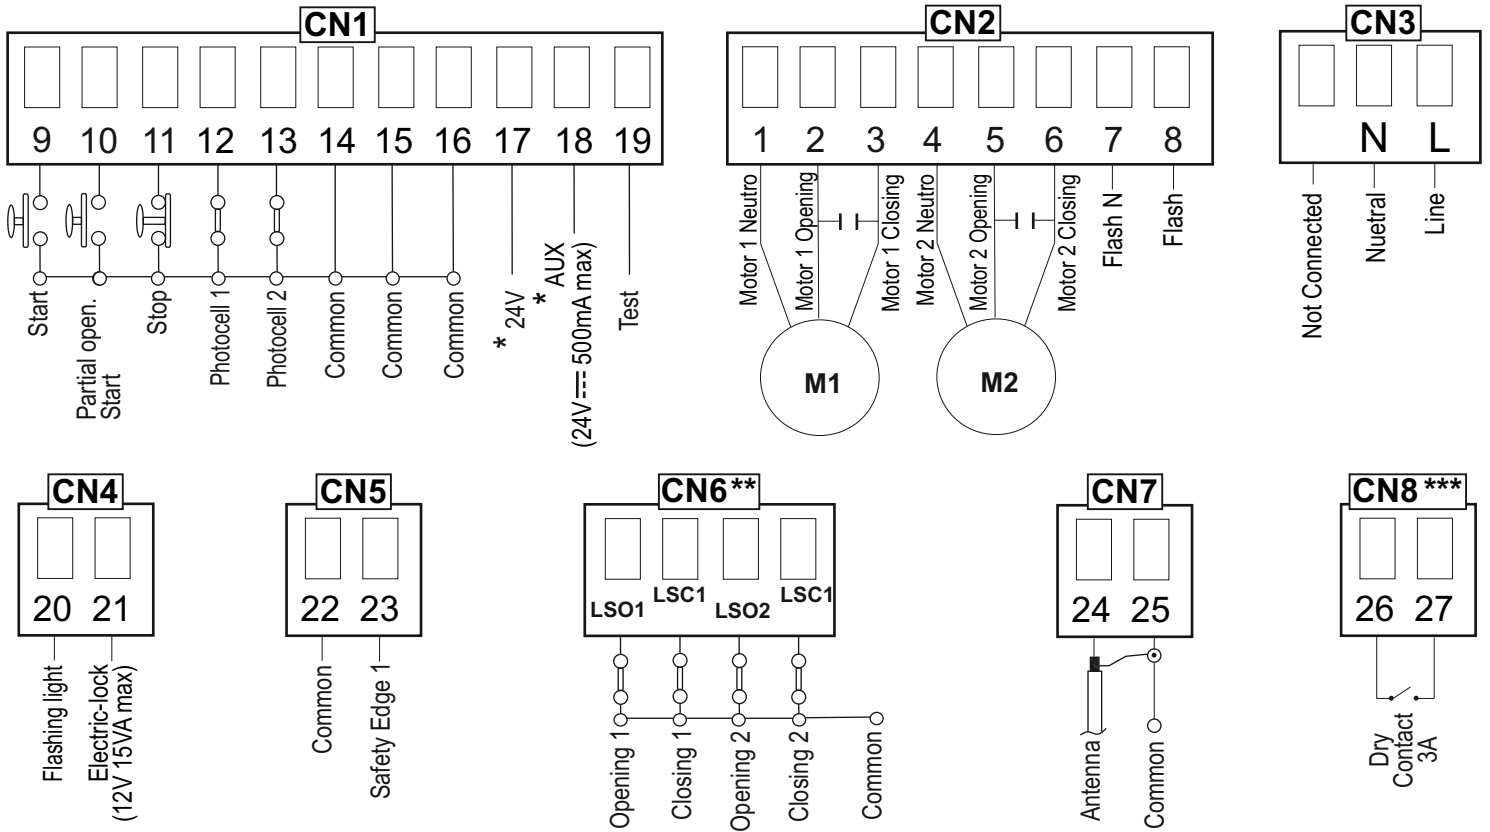 CN1
9 10 11 12 13 14 15 16 17 18 19
Start
Partial open.
Start
Stop
Photocell 1
Photocell 2
Common
Common
Common
* 24V
* AUX
(24V⎓ 500mA max)
Test
CN2
1 2 3 4 5 6 7 8
Motor 1 Neutro
Motor 1 Opening
Motor 1 Closing
Motor 2 Neutro
Motor 2 Opening
Motor 2 Closing
Flash N
Flash
M1
M2
CN3
N L
Not Connected
Nuetral
Line
CN4
20 21
Flashing light
Electric-lock
(12V 15VA max)
CN5
22 23
Common
Safety Edge 1
CN6**
LSO1 LSC1 LSO2 LSC1
Opening 1
Closing 1
Opening 2
Closing 2
Common
CN7
24 25
Antenna
Common
CN8 ***
26 27
Dry
Contact
3A